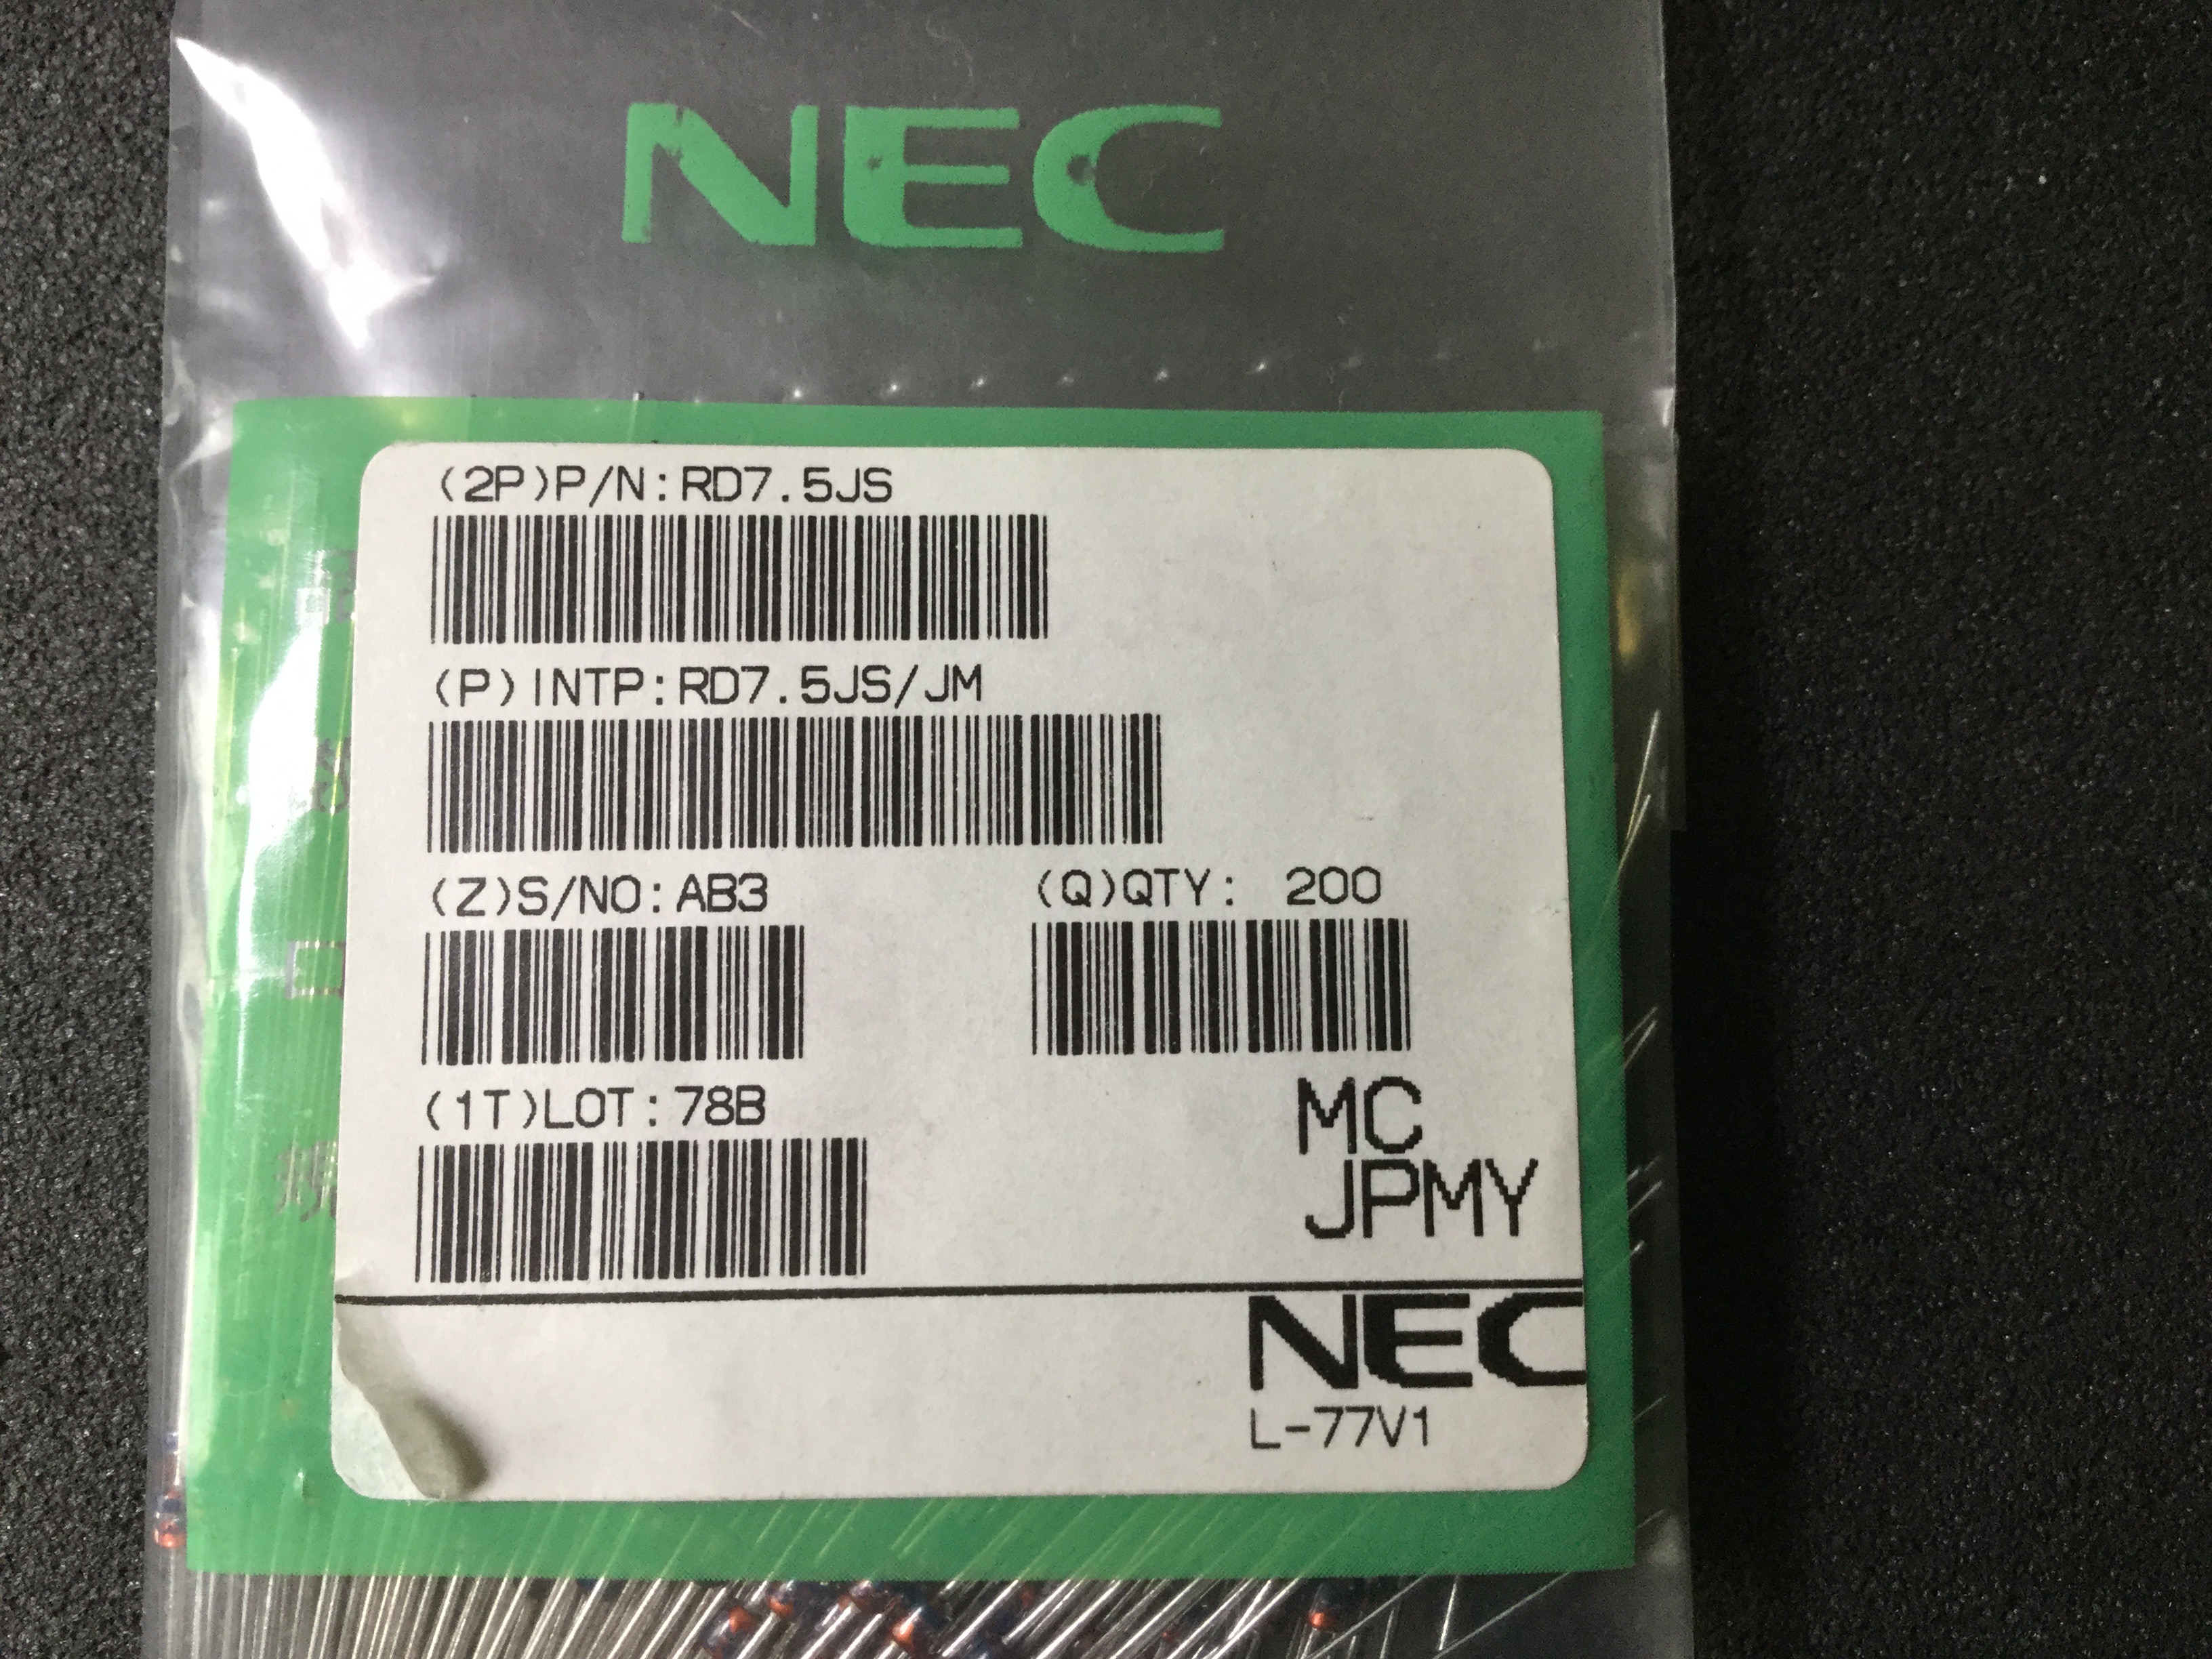 NEC
(2P)P/N:RD7.5JS
(P)INTP:RD7.5JS/JM
(Z)S/NO:AB3
(Q)QTY: 200
(1T)LOT:78B
MC
JPMY
NEC
L-77V1